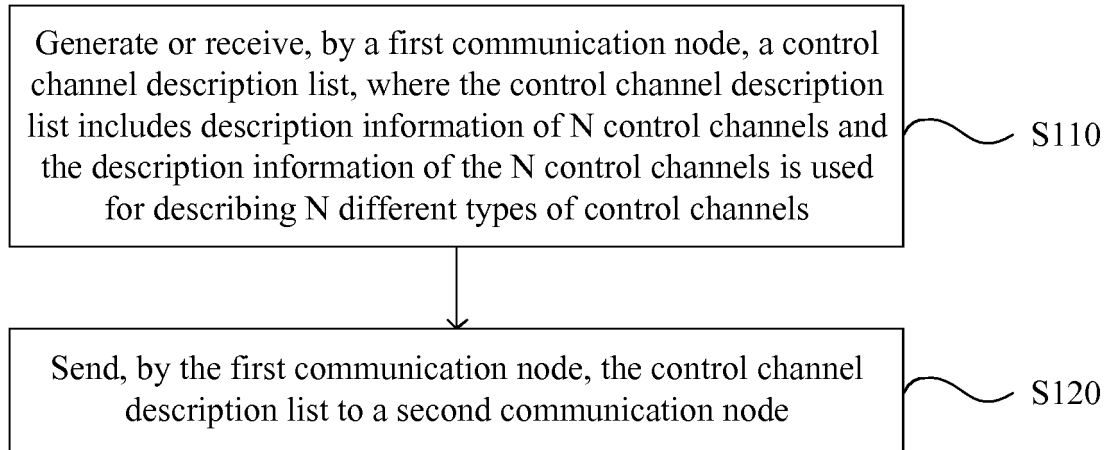 Generate or receive, by a first communication node, a control
channel description list, where the control channel description
list includes description information of N control channels and
the description information of the N control channels is used
for describing N different types of control channels
S110
Send, by the first communication node, the control channel
description list to a second communication node
S120